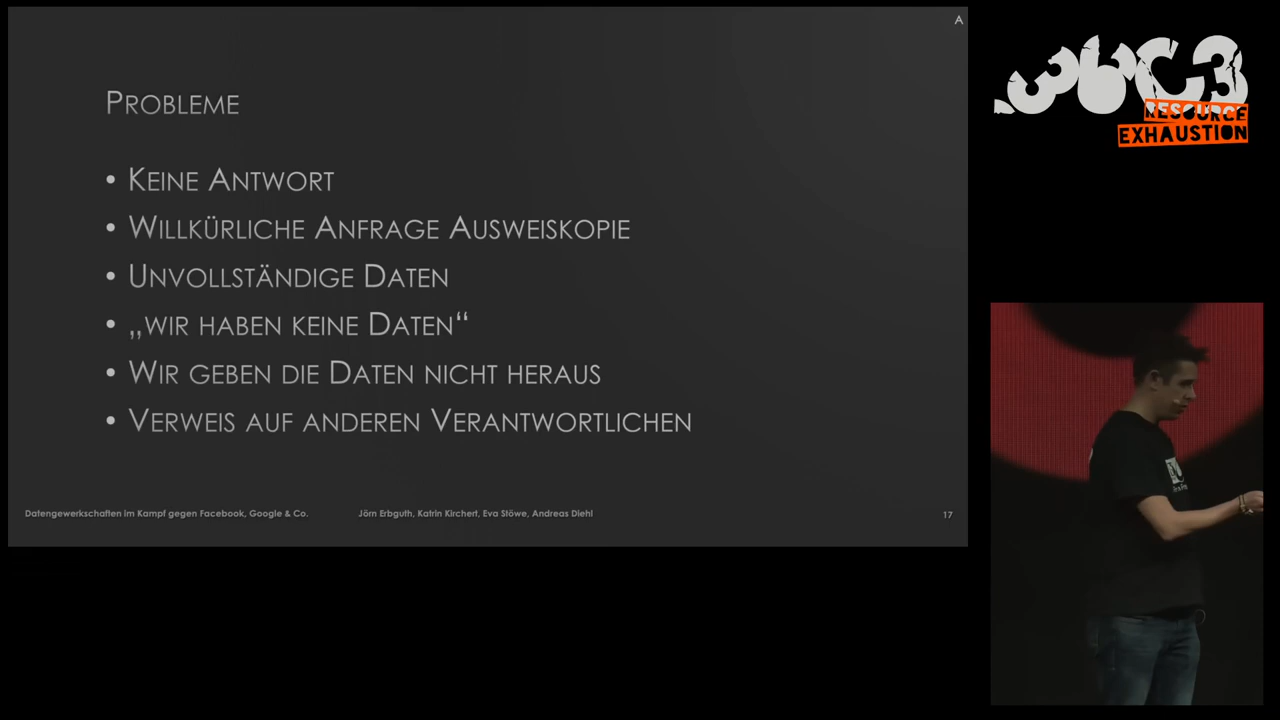 A
Probleme
• Keine Antwort
• Willkürliche Anfrage Ausweiskopie
• Unvollständige Daten
• „wir haben keine Daten“
• Wir geben die Daten nicht heraus
• Verweis auf anderen Verantwortlichen
Datengewerkschaften im Kampf gegen Facebook, Google & Co. Jörn Erbguth, Katrin Kirchert, Eva Stöwe, Andreas Diehl 17
36C3
RESOURCE
EXHAUSTION